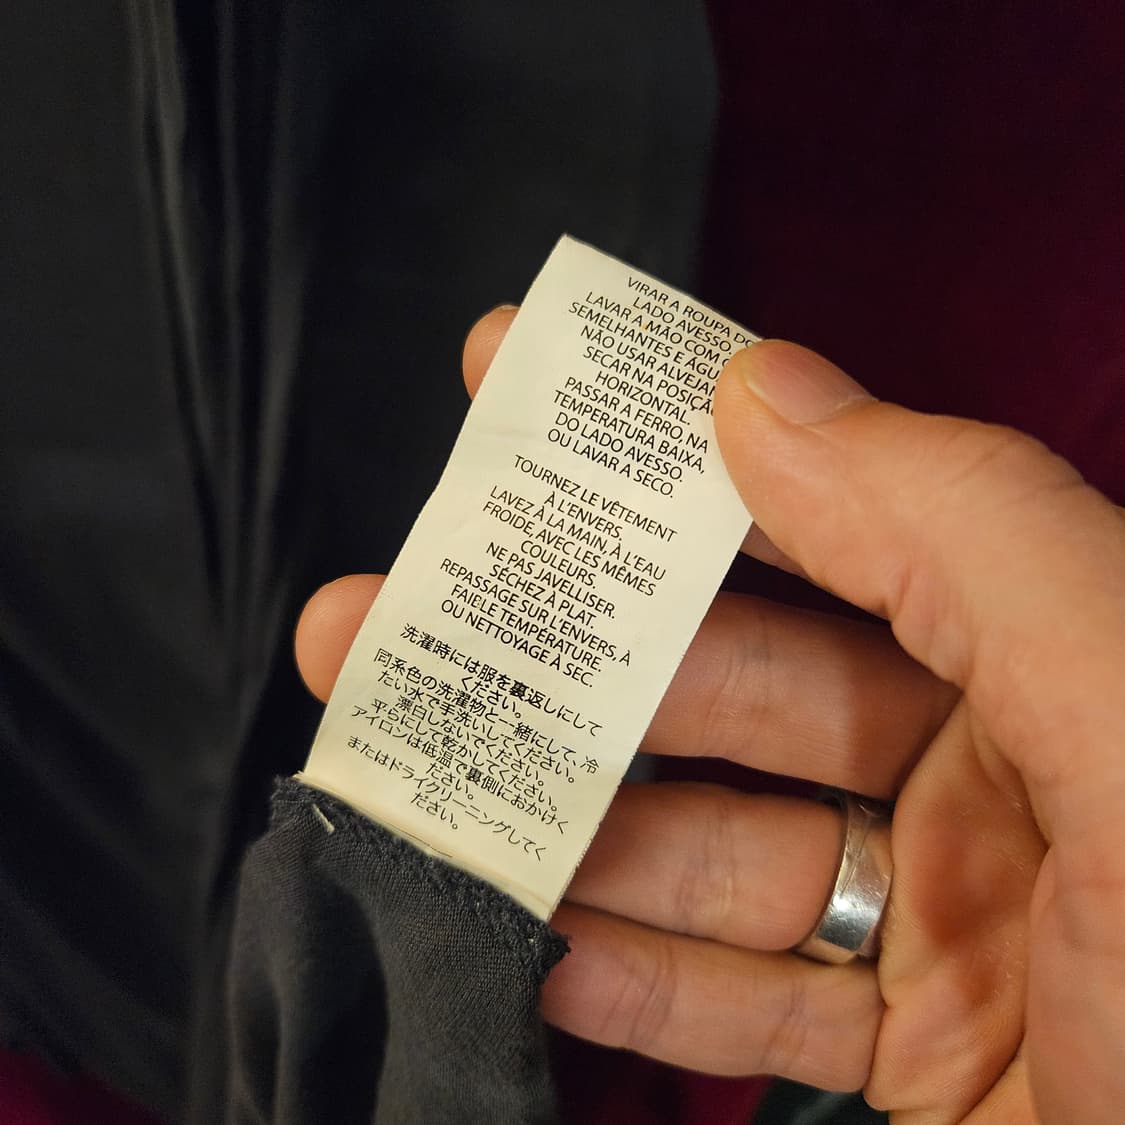 VIRAR A ROUPA DO
LADO AVESSO
LAVAR A MÃO COM
SEMELHANTES E
NÃO USAR
SECAR NA
HORIZONTAL.
PASSAR A FERRO, NA
TEMPERATURA BAIXA,
DO LADO AVESSO.
OU LAVAR A SECO.
TOURNEZ LE VÊTEMENT
À L'ENVERS.
LAVEZ À LA MAIN, À L'EAU
FROIDE, AVEC LES MÊMES
COULEURS.
NE PAS JAVELLISER.
SÉCHEZ À PLAT.
REPASSAGE SUR L'ENVERS, À
FAIBLE TEMPÉRATURE.
OU NETTOYAGE À SEC.
洗濯時には服を裏返しにして
ください。
同系色の洗濯物と一緒にして、冷
たい水で手洗いしてください。
漂白しないでください。
平らにして乾かしてください。
アイロンは低温で裏側におかけく
ださい。
またはドライクリーニングしてく
ださい。